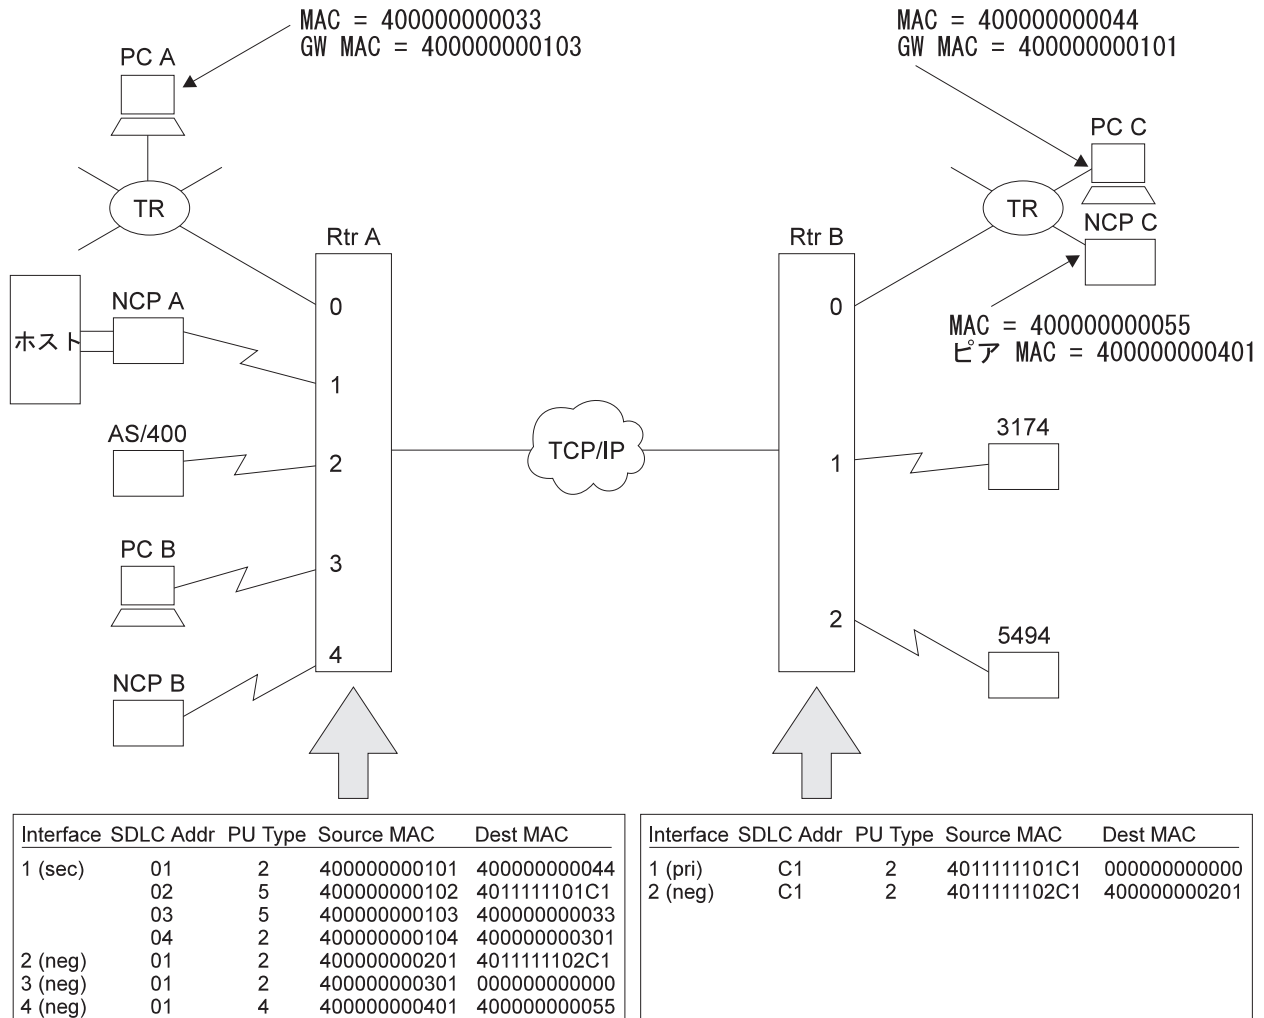 MAC = 400000000033
GW MAC = 400000000103
MAC = 400000000044
GW MAC = 400000000101
PC A
PC C
TR
TR
NCP C
Rtr A
Rtr B
NCP A
ホスト
0
0
MAC = 400000000055
ピア MAC = 400000000401
1
AS/400
3174
TCP/IP
2
1
PC B
3
2
5494
4
NCP B
Interface SDLC Addr PU Type Source MAC Dest MAC
1 (sec) 01 2 400000000101 400000000044
02 5 400000000102 4011111101C1
03 5 400000000103 400000000033
04 2 400000000104 400000000301
2 (neg) 01 2 400000000201 4011111102C1
3 (neg) 01 2 400000000301 000000000000
4 (neg) 01 4 400000000401 400000000055
Interface SDLC Addr PU Type Source MAC Dest MAC
1 (pri) C1 2 4011111101C1 000000000000
2 (neg) C1 2 4011111102C1 400000000201